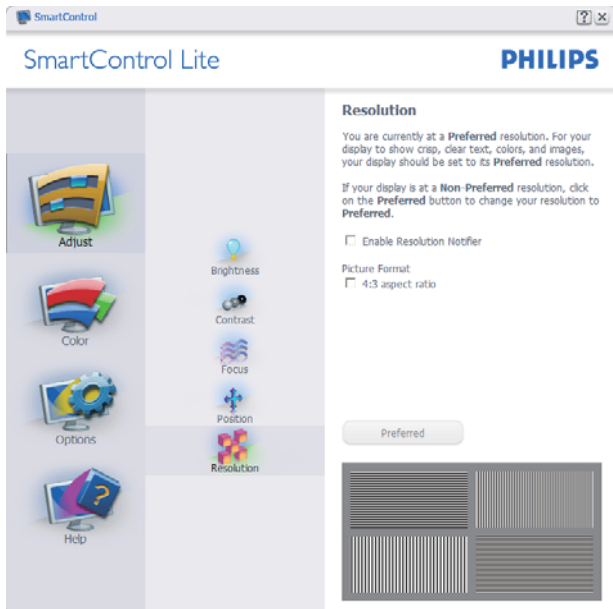 SmartControl
SmartControl Lite
PHILIPS
Adjust
Color
Options
Help
Brightness
Contrast
Focus
Position
Resolution
Resolution
You are currently at a Preferred resolution. For your
display to show crisp, clear text, colors, and images,
your display should be set to its Preferred resolution.
If your display is at a Non-Preferred resolution, click
on the Preferred button to change your resolution to
Preferred.
Enable Resolution Notifier
Picture Format
4:3 aspect ratio
Preferred